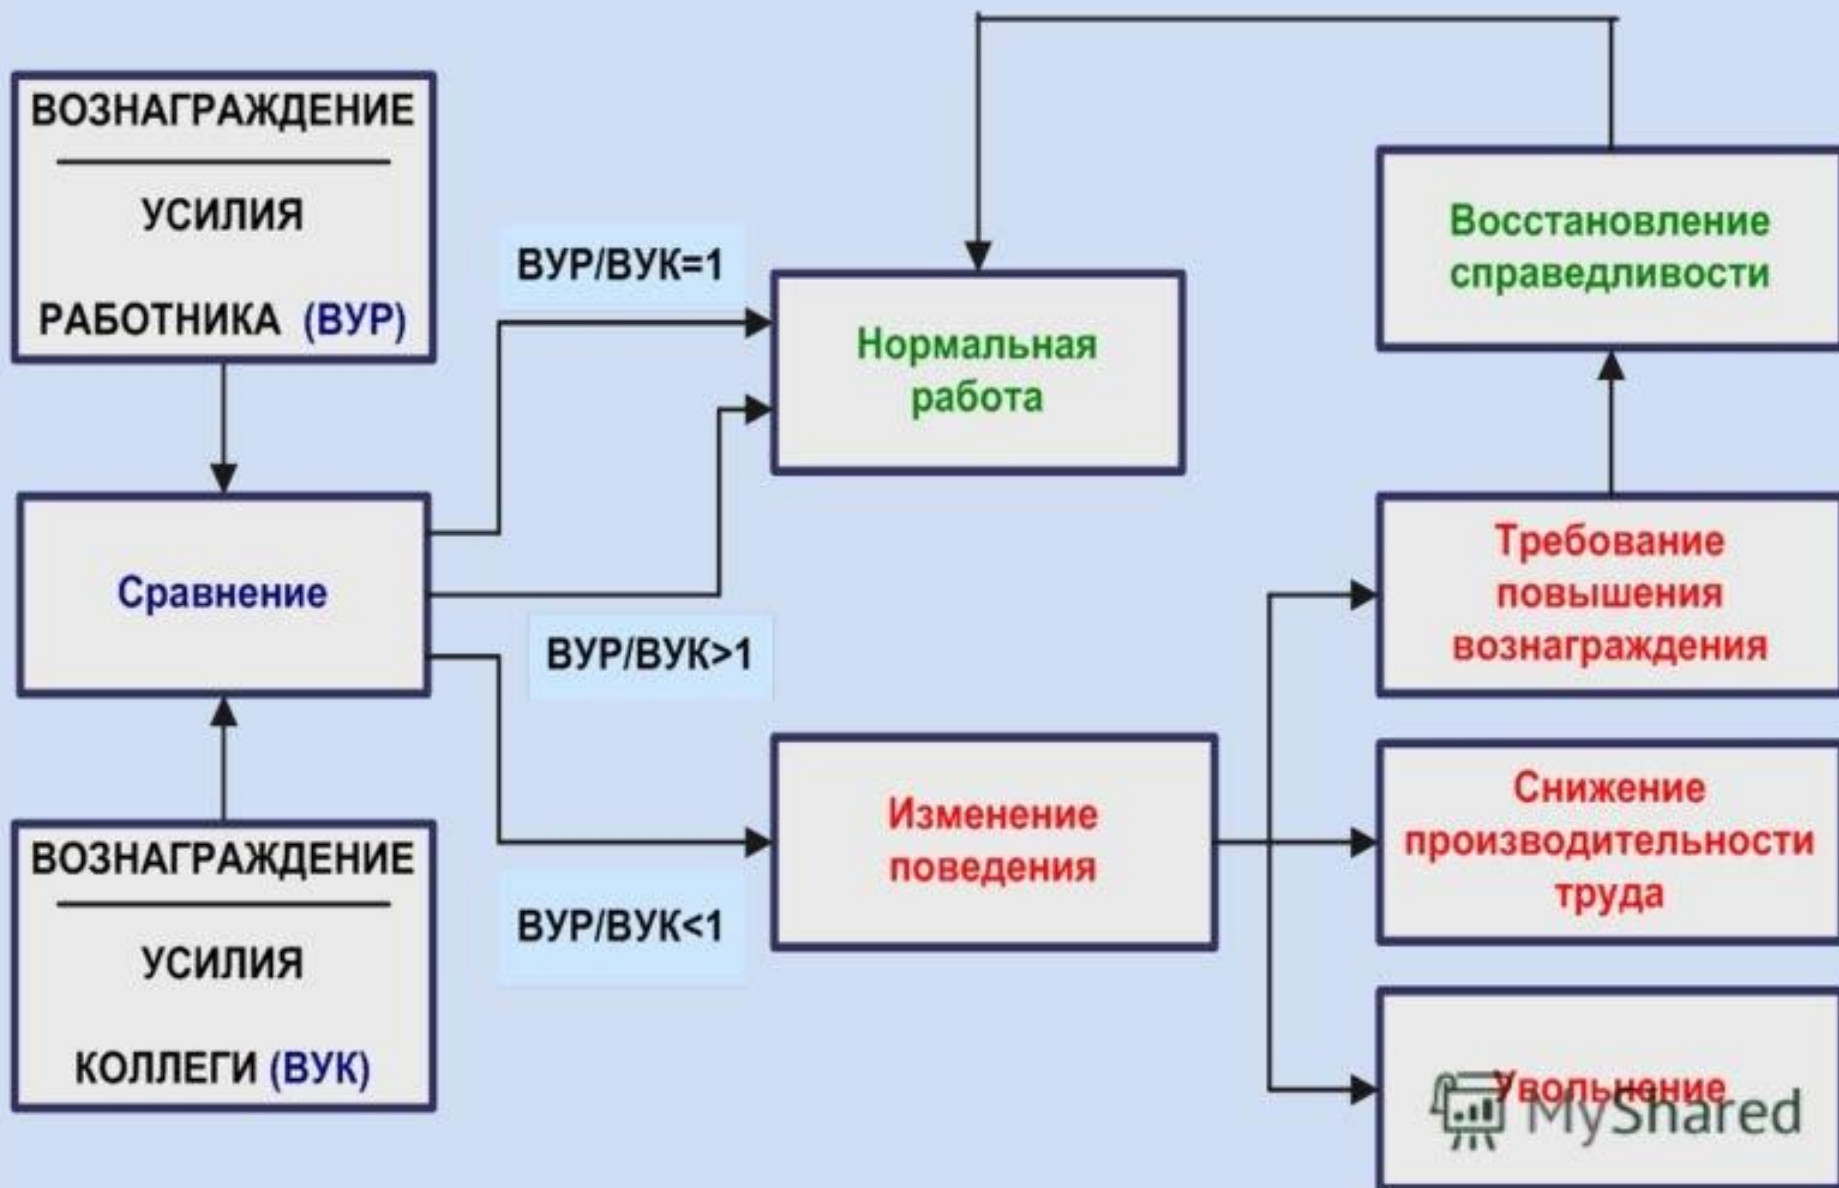 ВОЗНАГРАЖДЕНИЕ
УСИЛИЯ
РАБОТНИКА (ВУР)
Сравнение
ВОЗНАГРАЖДЕНИЕ
УСИЛИЯ
КОЛЛЕГИ (ВУК)
ВУР/ВУК=1
ВУР/ВУК>1
ВУР/ВУК<1
Нормальная
работа
Изменение
поведения
Восстановление
справедливости
Требование
повышения
вознаграждения
Снижение
производительности
труда
Увольнение
MyShared